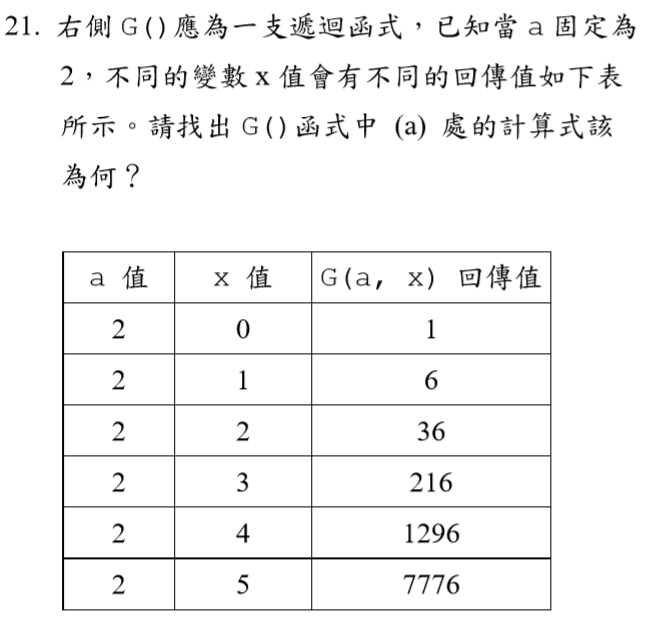 21. 右側 G()應為一支遞迴函式，已知當 a 固定為
2，不同的變數 x 值會有不同的回傳值如下表
所示。請找出 G()函式中 (a) 處的計算式該
為何？
a 值 x 值 G(a, x) 回傳值
2 0 1
2 1 6
2 2 36
2 3 216
2 4 1296
2 5 7776